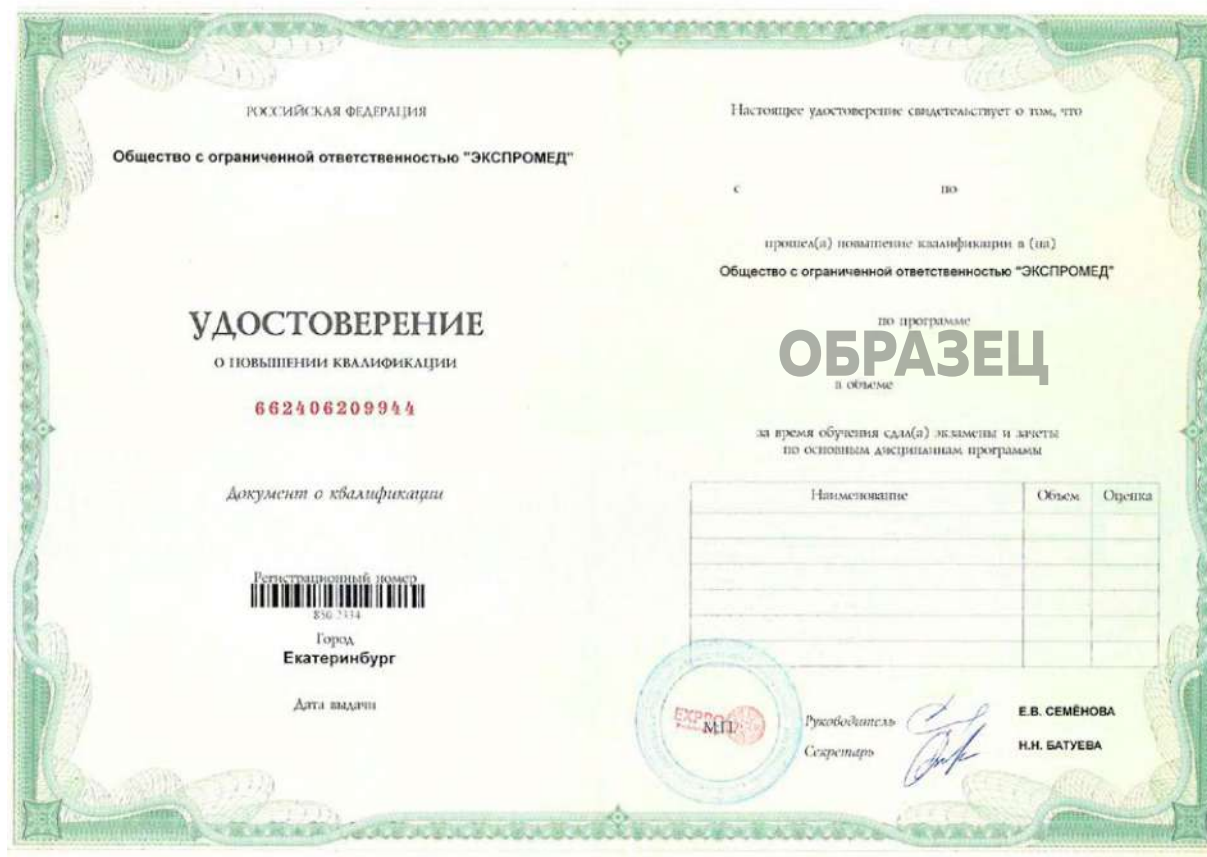 РОССИЙСКАЯ ФЕДЕРАЦИЯ
Общество с ограниченной ответственностью "ЭКСПРОМЕД"
УДОСТОВЕРЕНИЕ
О ПОВЫШЕНИИ КВАЛИФИКАЦИИ
662406209944
Документ о квалификации
Регистрационный номер
Город
Екатеринбург
Дата выдачи
Настоящее удостоверение свидетельствует о том, что
с по
прошел(а) повышение квалификации в (на)
Общество с ограниченной ответственностью "ЭКСПРОМЕД"
по программе
ОБРАЗЕЦ
в объеме
за время обучения сдал(а) экзамены и зачеты
по основным дисциплинам программы
Наименование Объем Оценка
М.П.
Руководитель Е.В. СЕМЁНОВА
Секретарь Н.Н. БАТУЕВА